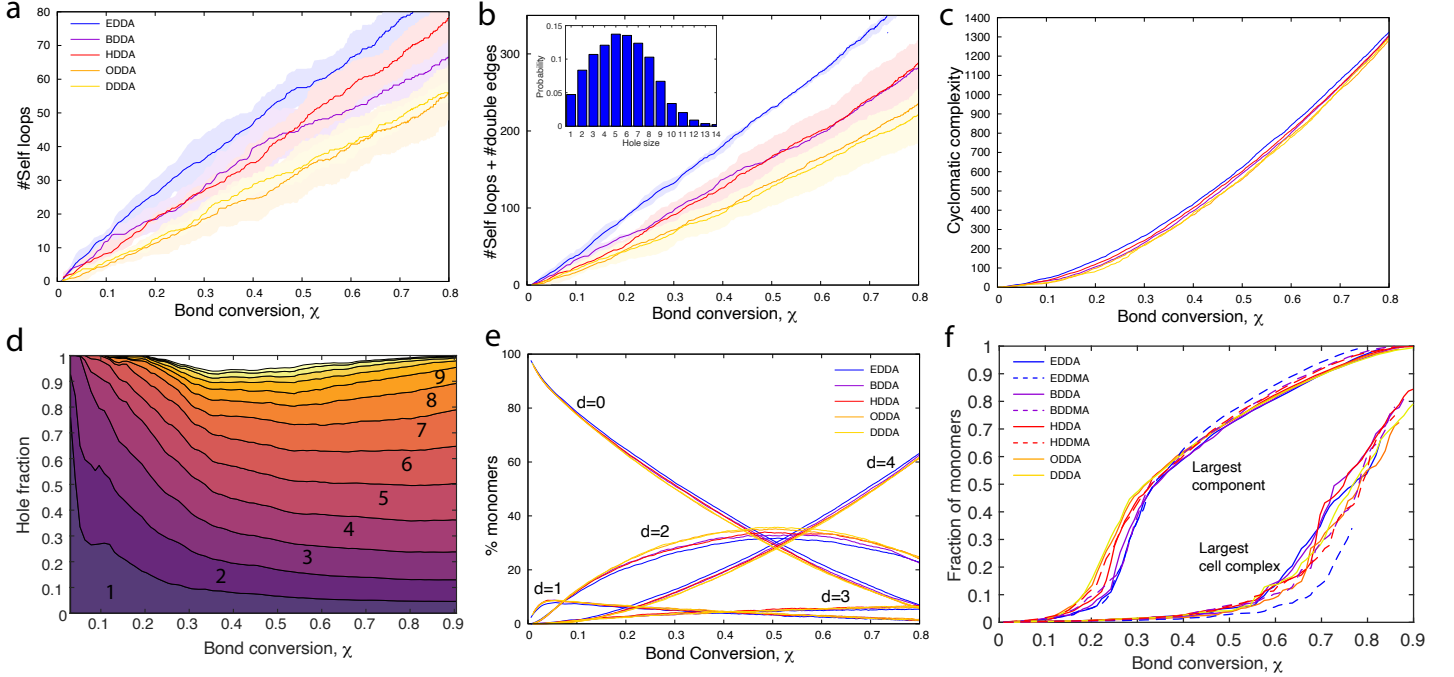 a
80
70
60
50
40
30
20
10
0
#Self loops
EDDA
BDDA
HDDA
ODDA
DDDA
0 0.1 0.2 0.3 0.4 0.5 0.6 0.7 0.8
Bond conversion, χ
b
300
200
100
0
#Self loops + #double edges
0.15
0.1
0.05
0
Probability
1 2 3 4 5 6 7 8 9 10 11 12 13 14
Hole size
0 0.1 0.2 0.3 0.4 0.5 0.6 0.7 0.8
Bond conversion, χ
c
1400
1300
1200
1100
1000
900
800
700
600
500
400
300
200
100
0
Cyclomatic complexity
0 0.1 0.2 0.3 0.4 0.5 0.6 0.7 0.8
Bond conversion, χ
d
1
0.9
0.8
0.7
0.6
0.5
0.4
0.3
0.2
0.1
0
Hole fraction
9
8
7
6
5
4
3
2
1
0.1 0.2 0.3 0.4 0.5 0.6 0.7 0.8 0.9
Bond conversion, χ
e
100
80
60
40
20
0
% monomers
EDDA
BDDA
HDDA
ODDA
DDDA
d=0
d=4
d=2
d=1
d=3
0 0.1 0.2 0.3 0.4 0.5 0.6 0.7 0.8
Bond Conversion, χ
f
1
0.9
0.8
0.7
0.6
0.5
0.4
0.3
0.2
0.1
0
Fraction of monomers
EDDA
EDDMA
BDDA
BDDMA
HDDA
HDDMA
ODDA
DDDA
Largest
component
Largest
cell complex
0 0.1 0.2 0.3 0.4 0.5 0.6 0.7 0.8 0.9
Bond conversion, χ